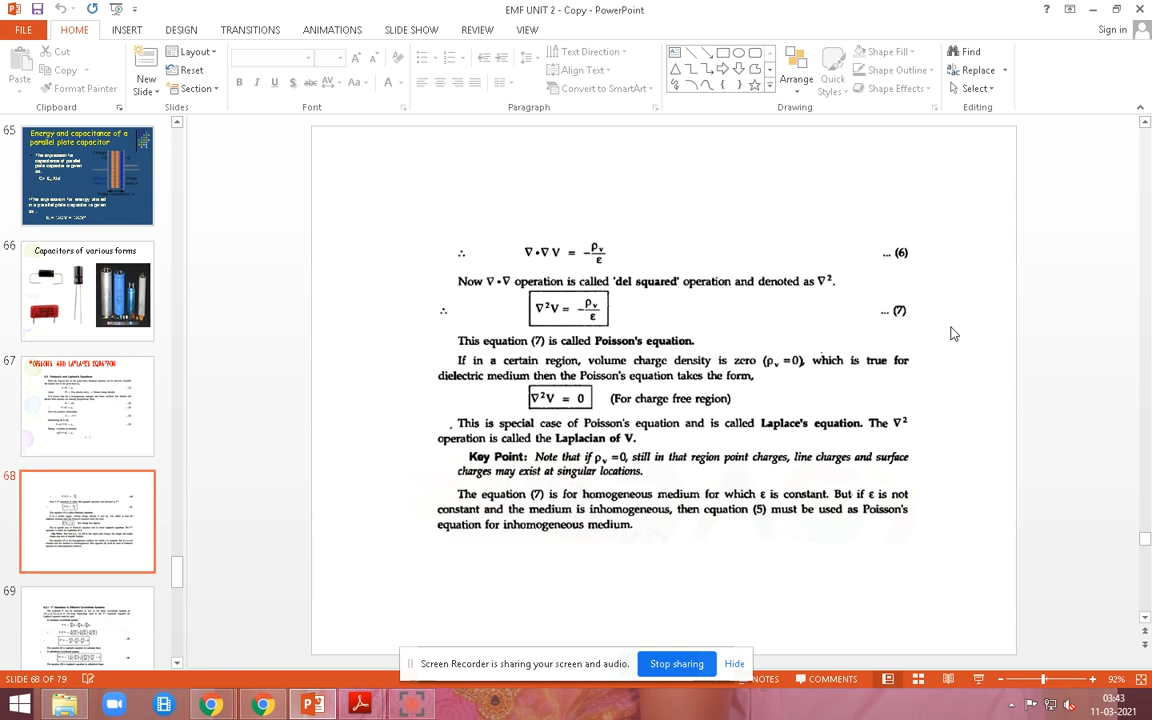 EMF UNIT 2 - Copy - PowerPoint
?
Sign in
FILE HOME INSERT DESIGN TRANSITIONS ANIMATIONS SLIDE SHOW REVIEW VIEW
Paste
Cut
Copy
Format Painter
Clipboard
New
Slide
Layout
Reset
Section
Slides
B I U S abc AV Aa A
Font
Paragraph
Text Direction
Align Text
Convert to SmartArt
Arrange
Quick
Styles
Shape Fill
Shape Outline
Shape Effects
Drawing
Find
Replace
Select
Editing
65
Energy and capacitance of a
parallel plate capacitor
66
Capacitors of various forms
67
68
69
∴ ∇•∇ V = -ρv/ε ... (6)
Now ∇•∇ operation is called 'del squared' operation and denoted as ∇².
∴ ∇²V = -ρv/ε ... (7)
This equation (7) is called Poisson's equation.
If in a certain region, volume charge density is zero (ρv =0), which is true for
dielectric medium then the Poisson's equation takes the form,
∇²V = 0 (For charge free region)
This is special case of Poisson's equation and is called Laplace's equation. The ∇²
operation is called the Laplacian of V.
Key Point: Note that if ρv =0, still in that region point charges, line charges and surface
charges may exist at singular locations.
The equation (7) is for homogeneous medium for which ε is constant. But if ε is not
constant and the medium is inhomogeneous, then equation (5) must be used as Poisson's
equation for inhomogeneous medium.
Screen Recorder is sharing your screen and audio. Stop sharing Hide
SLIDE 68 OF 79 NOTES COMMENTS 92%
03:43
11-03-2021